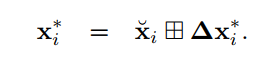 x*_i = x̆_i ⊞ Δx*_i.